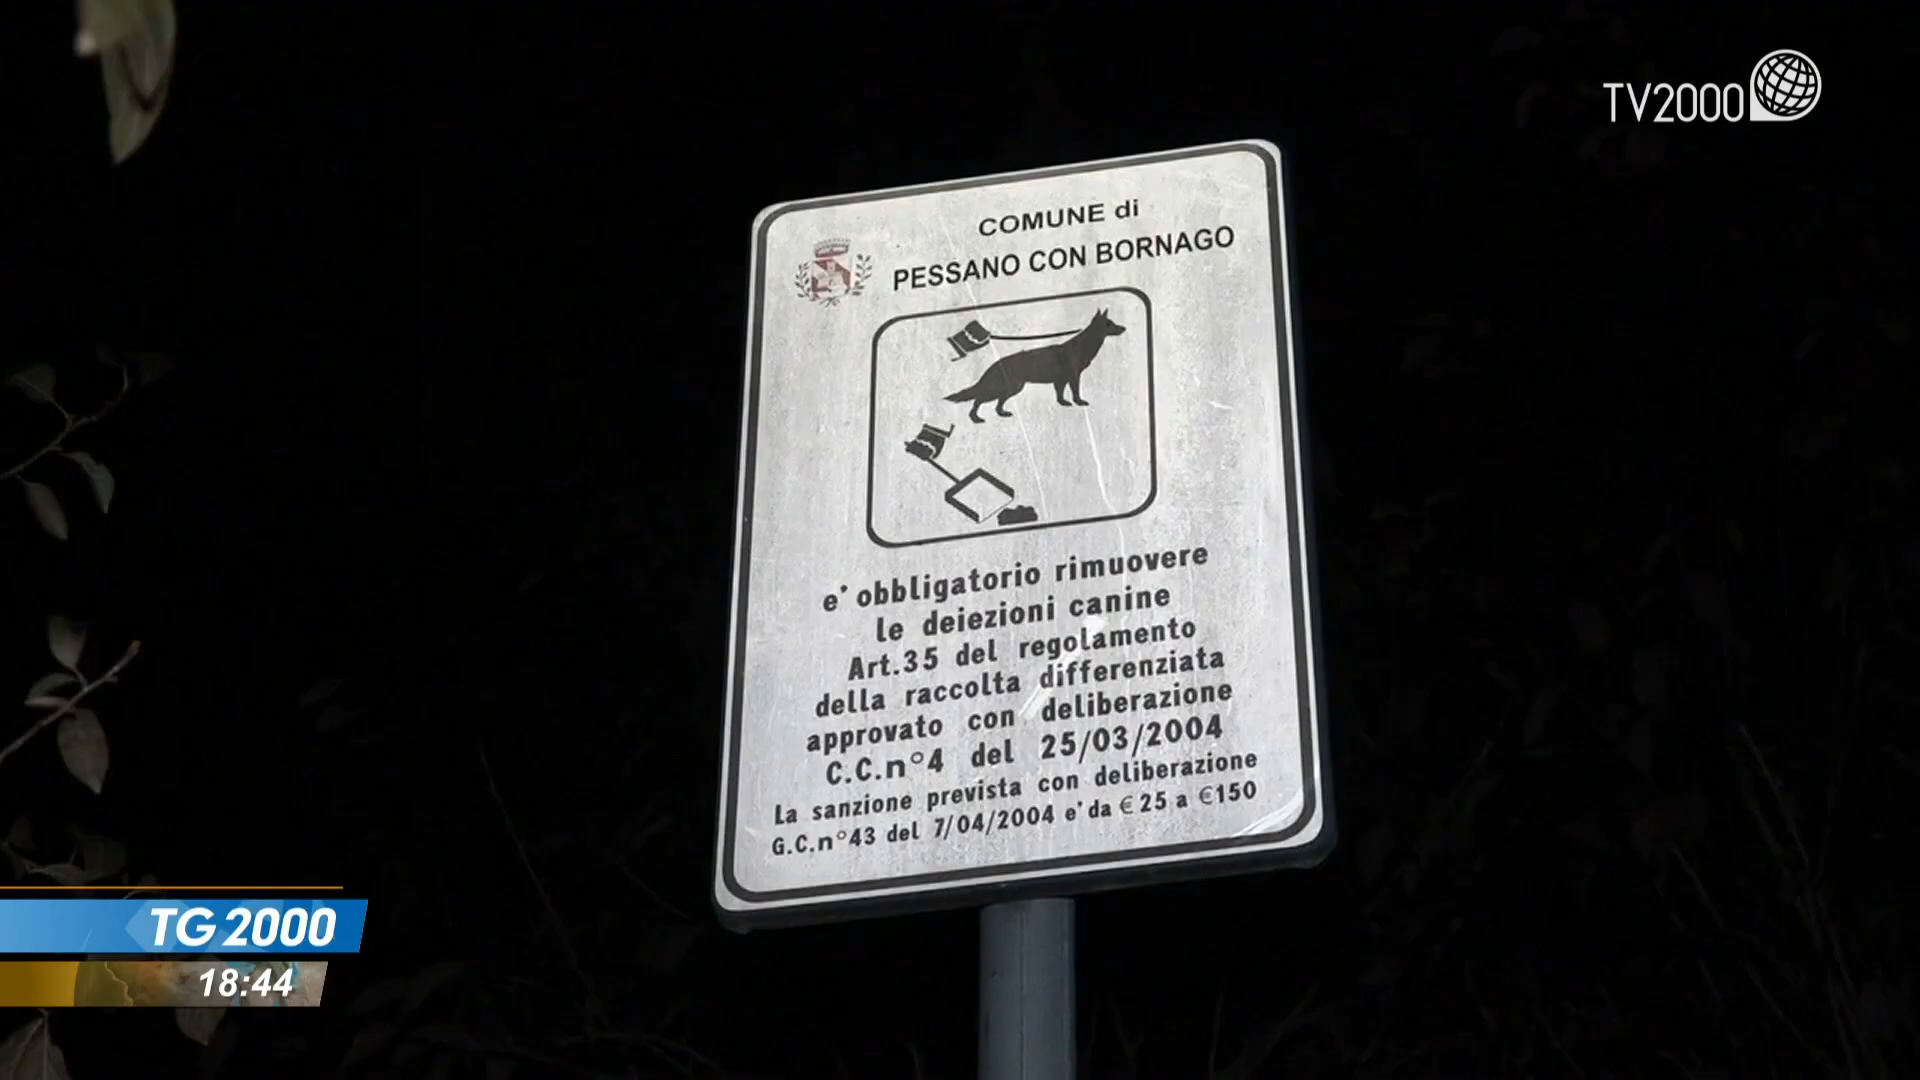 TV2000
COMUNE di
PESSANO CON BORNAGO
e' obbligatorio rimuovere
le deiezioni canine
Art.35 del regolamento
della raccolta differenziata
approvato con deliberazione
C.C.n°4 del 25/03/2004
La sanzione prevista con deliberazione
G.C.n°43 del 7/04/2004 e' da €25 a €150
TG 2000
18:44